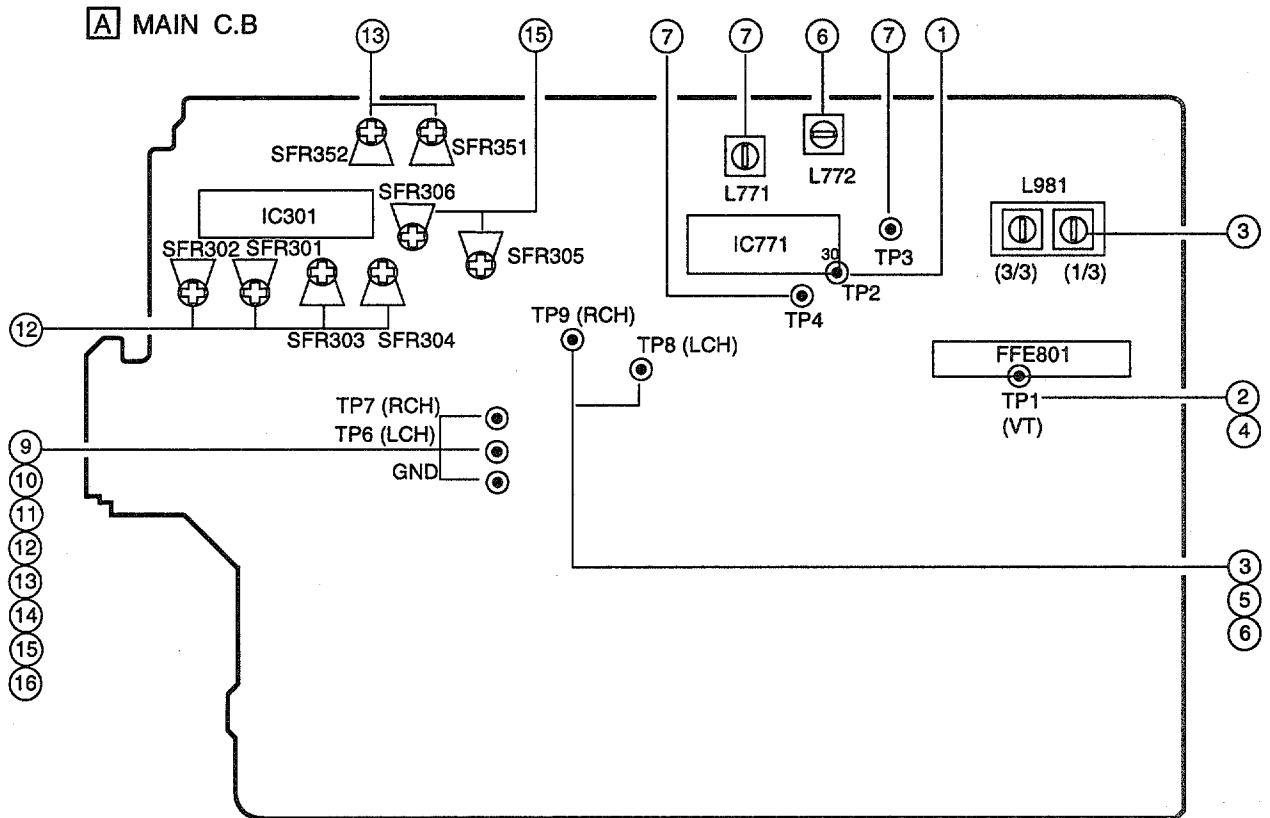 A MAIN C.B
13 15 7 7 6 7 1
SFR352 SFR351
L771 L772
SFR306
L981
IC301
IC771
30
TP3
3
SFR302 SFR301
SFR305
(3/3) (1/3)
TP2
TP4
12
SFR303 SFR304
TP9 (RCH)
TP8 (LCH)
FFE801
TP1
(VT)
2
4
TP7 (RCH)
TP6 (LCH)
GND
9
10
11
12
13
14
15
16
3
5
6